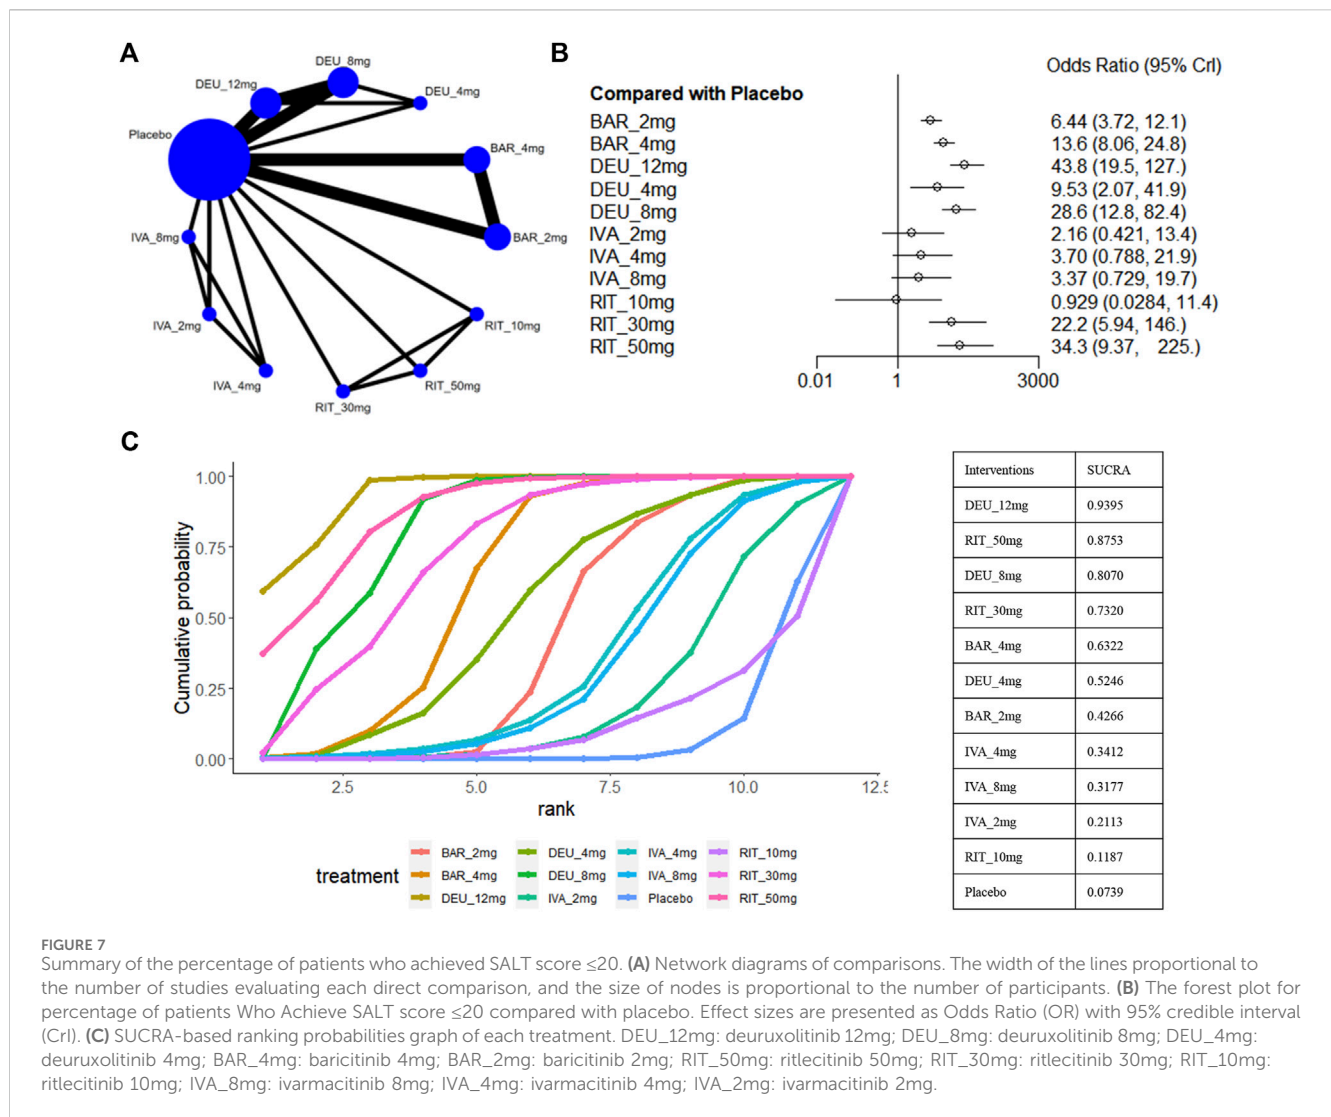 A
DEU_8mg
DEU_12mg
DEU_4mg
Placebo
BAR_4mg
BAR_2mg
IVA_8mg
IVA_2mg
IVA_4mg
RIT_10mg
RIT_50mg
RIT_30mg
B
Odds Ratio (95% CrI)
Compared with Placebo
BAR_2mg 6.44 (3.72, 12.1)
BAR_4mg 13.6 (8.06, 24.8)
DEU_12mg 43.8 (19.5, 127.)
DEU_4mg 9.53 (2.07, 41.9)
DEU_8mg 28.6 (12.8, 82.4)
IVA_2mg 2.16 (0.421, 13.4)
IVA_4mg 3.70 (0.788, 21.9)
IVA_8mg 3.37 (0.729, 19.7)
RIT_10mg 0.929 (0.0284, 11.4)
RIT_30mg 22.2 (5.94, 146.)
RIT_50mg 34.3 (9.37, 225.)
0.01 1 3000
C
1.00
0.75
0.50
0.25
0.00
Cumulative probability
2.5 5.0 7.5 10.0 12.5
rank
treatment
BAR_2mg DEU_4mg IVA_4mg RIT_10mg
BAR_4mg DEU_8mg IVA_8mg RIT_30mg
DEU_12mg IVA_2mg Placebo RIT_50mg
Interventions SUCRA
DEU_12mg 0.9395
RIT_50mg 0.8753
DEU_8mg 0.8070
RIT_30mg 0.7320
BAR_4mg 0.6322
DEU_4mg 0.5246
BAR_2mg 0.4266
IVA_4mg 0.3412
IVA_8mg 0.3177
IVA_2mg 0.2113
RIT_10mg 0.1187
Placebo 0.0739
FIGURE 7
Summary of the percentage of patients who achieved SALT score ≤20. (A) Network diagrams of comparisons. The width of the lines proportional to
the number of studies evaluating each direct comparison, and the size of nodes is proportional to the number of participants. (B) The forest plot for
percentage of patients Who Achieve SALT score ≤20 compared with placebo. Effect sizes are presented as Odds Ratio (OR) with 95% credible interval
(CrI). (C) SUCRA-based ranking probabilities graph of each treatment. DEU_12mg: deuruxolitinib 12mg; DEU_8mg: deuruxolitinib 8mg; DEU_4mg:
deuruxolitinib 4mg; BAR_4mg: baricitinib 4mg; BAR_2mg: baricitinib 2mg; RIT_50mg: ritlecitinib 50mg; RIT_30mg: ritlecitinib 30mg; RIT_10mg:
ritlecitinib 10mg; IVA_8mg: ivarmacitinib 8mg; IVA_4mg: ivarmacitinib 4mg; IVA_2mg: ivarmacitinib 2mg.